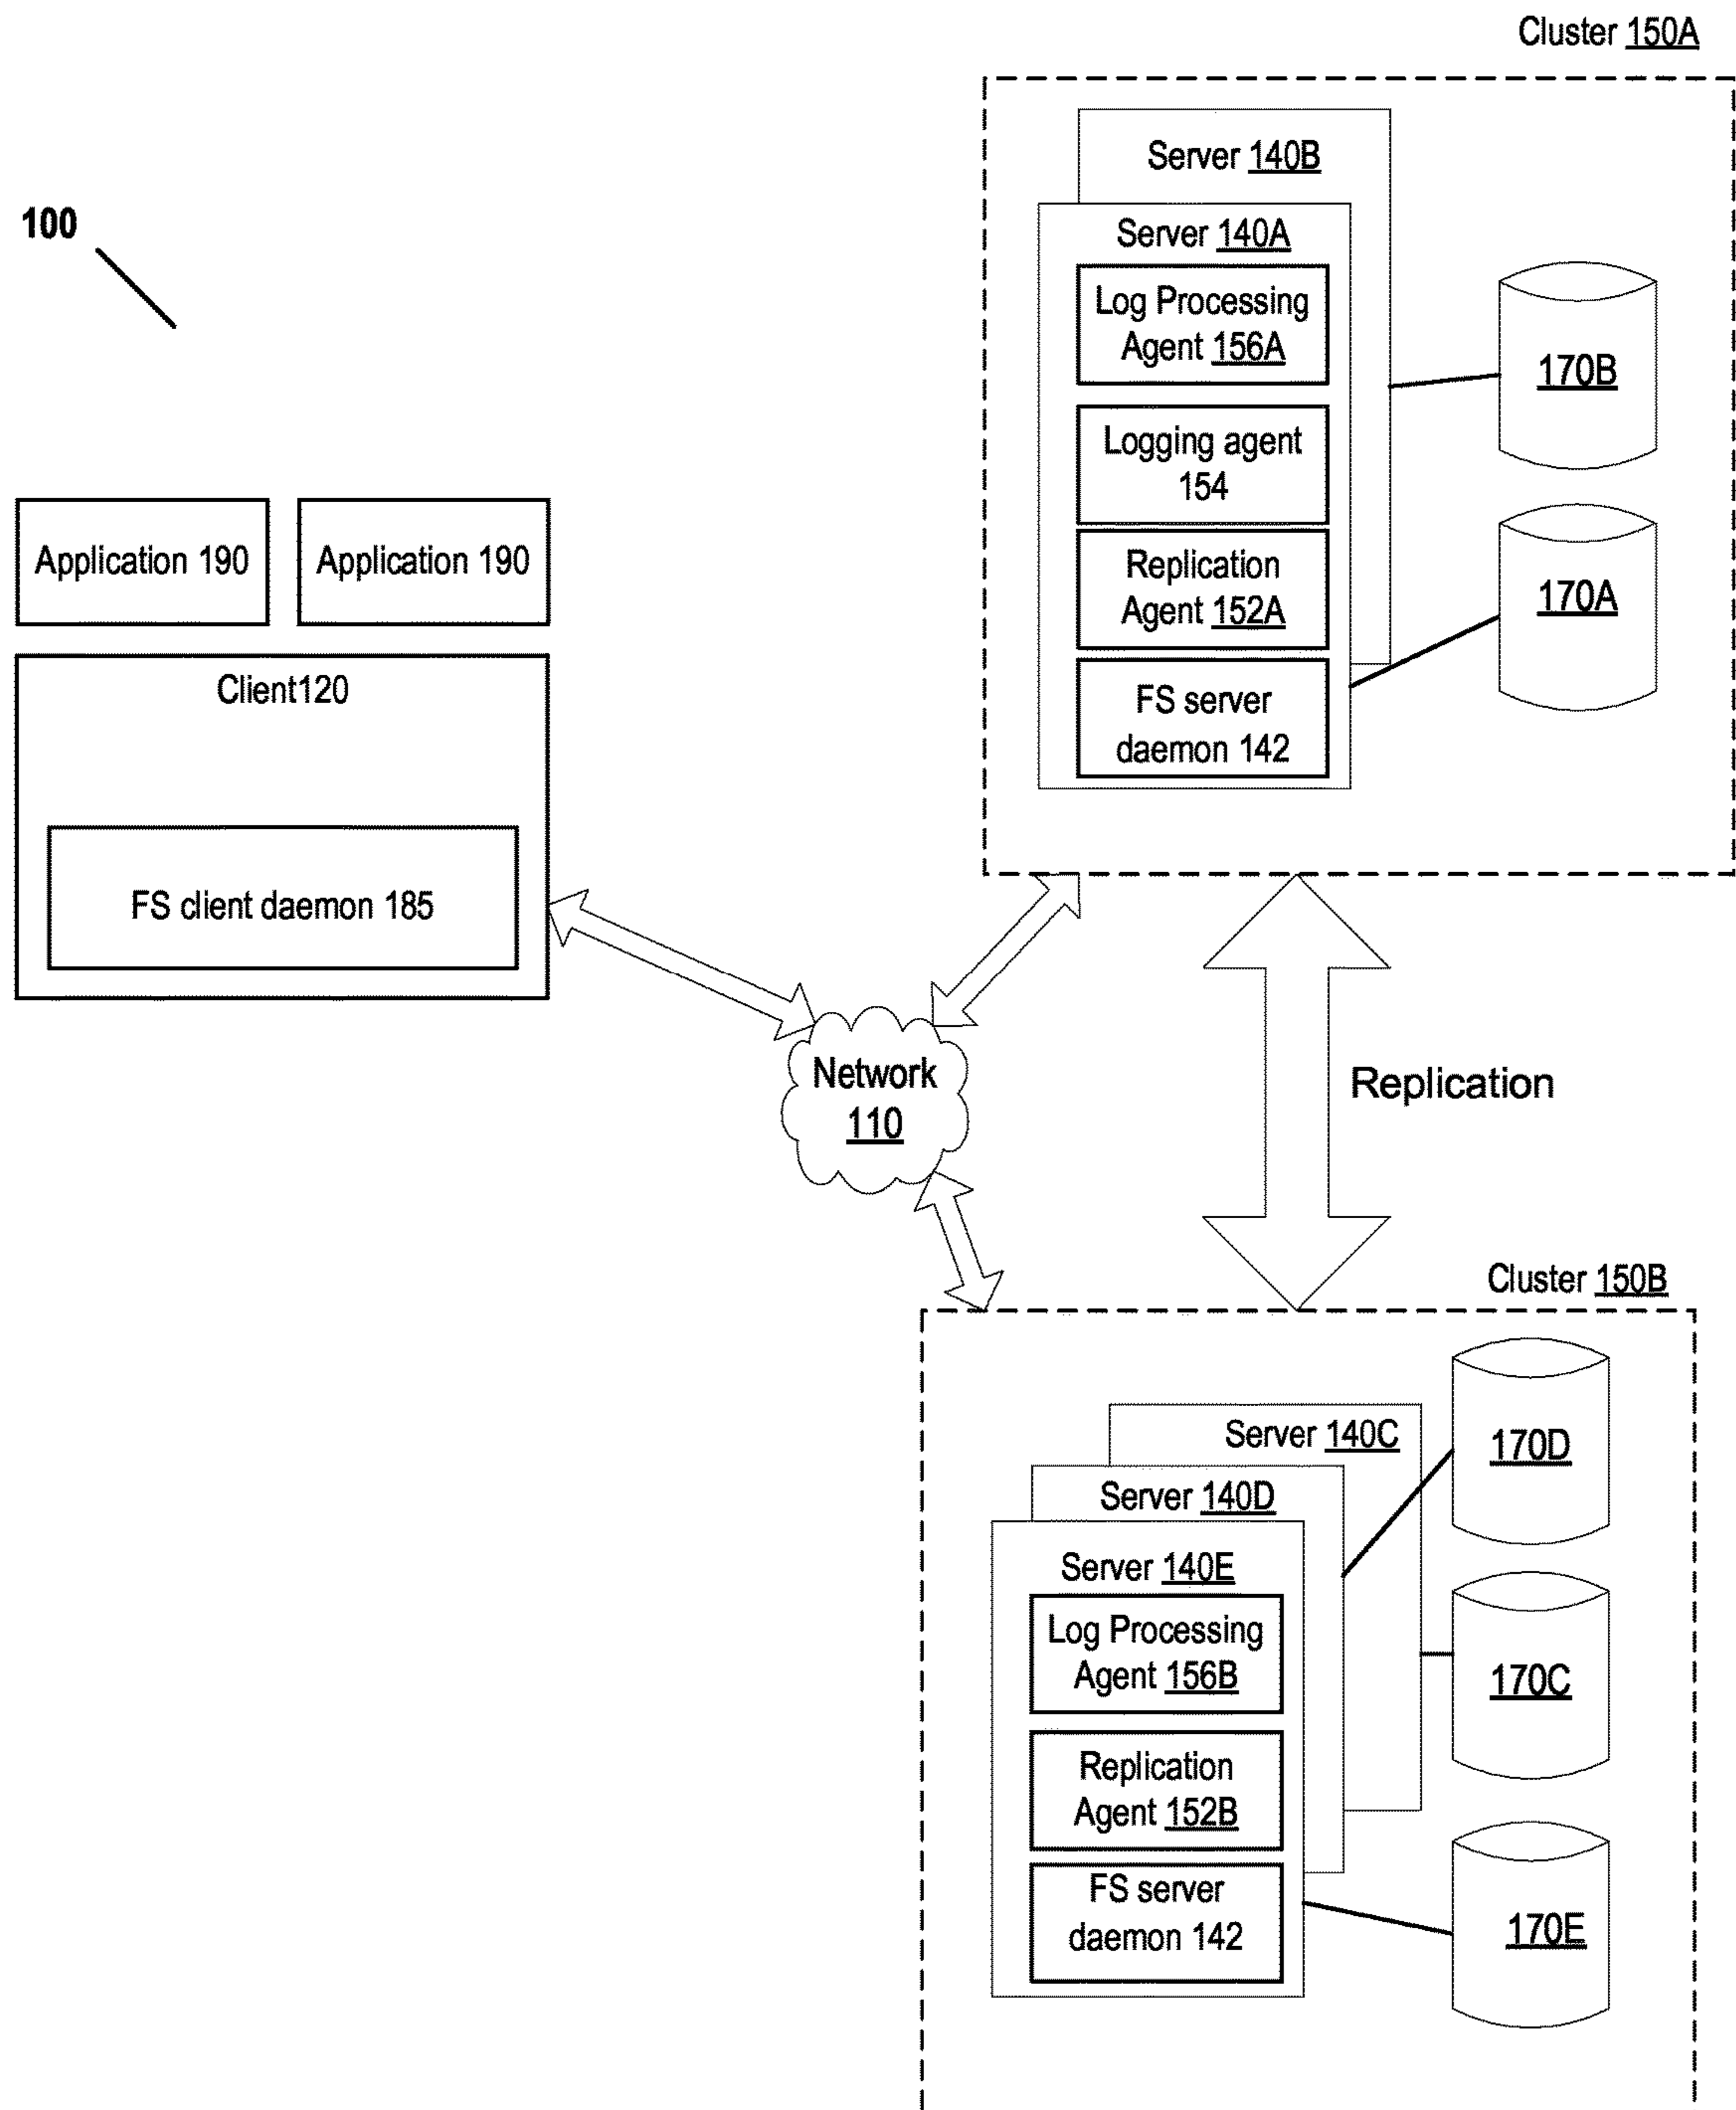 Cluster 150A
Server 140B
100
Server 140A
Log Processing
Agent 156A
170B
Logging agent
154
Application 190
Application 190
Replication
Agent 152A
170A
Client120
FS server
daemon 142
FS client daemon 185
Network
110
Replication
Cluster 150B
Server 140C
170D
Server 140D
Server 140E
Log Processing
Agent 156B
170C
Replication
Agent 152B
FS server
daemon 142
170E